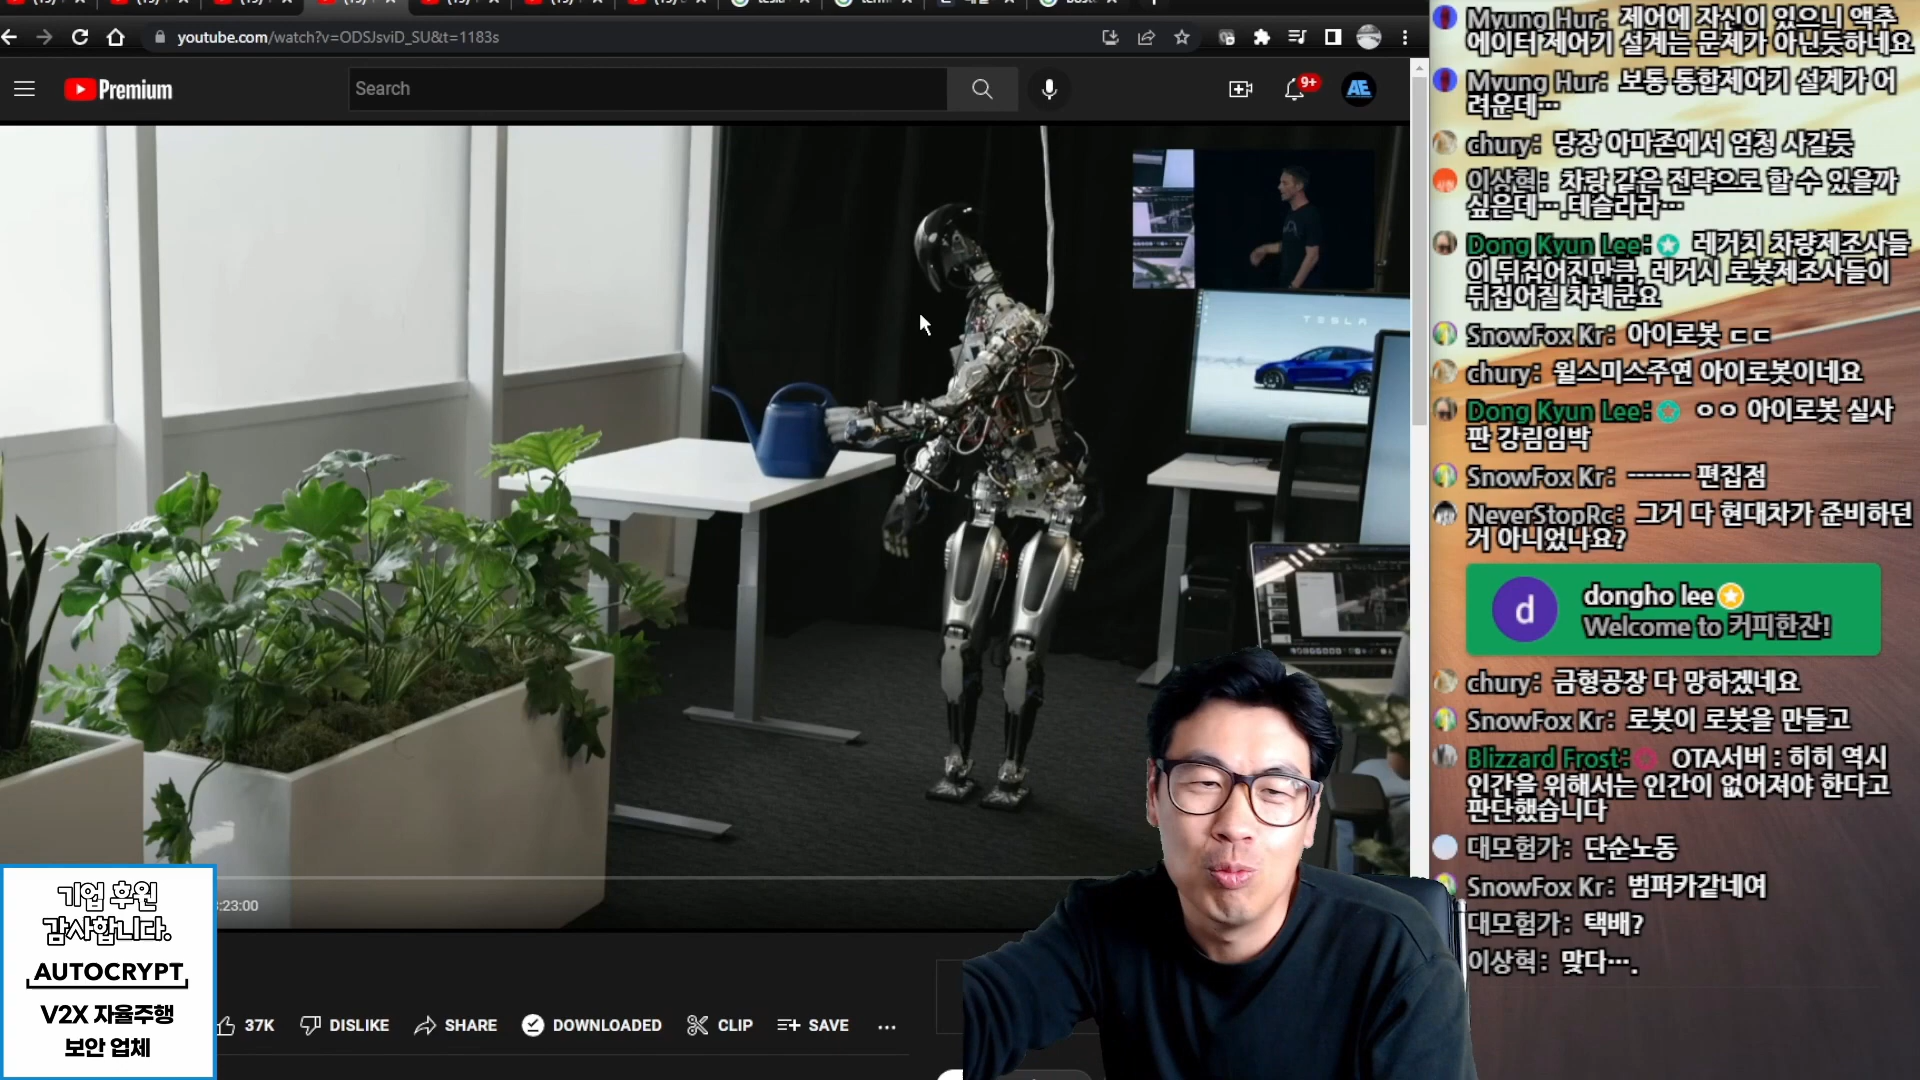 youtube.com/watch?v=ODSJsviD_SU&t=1183s
Premium
Search
9+
AE
TESLA
:23:00
37K
DISLIKE
SHARE
DOWNLOADED
CLIP
SAVE
기업 후원
감사합니다.
AUTOCRYPT
V2X 자율주행
보안 업체
Myung Hur: 제어에 자신이 있으니 액추
에이터 제어기 설계는 문제가 아닌듯하네요
Myung Hur: 보통 통합제어기 설계가 어
려운데…
chury: 당장 아마존에서 엄청 사갈듯
이상혁: 차랑 같은 전략으로 할 수 있을까
싶은데….테슬라라…
Dong Kyun Lee: 레거치 차량제조사들
이 뒤집어진만큼, 레거시 로봇제조사들이
뒤집어질 차례군요
SnowFox Kr: 아이로봇 ㄷㄷ
chury: 윌스미스주연 아이로봇이네요
Dong Kyun Lee: ㅇㅇ 아이로봇 실사
판 강림임박
SnowFox Kr: ------- 편집점
NeverStopRc: 그거 다 현대차가 준비하던
거 아니었나요?
d
dongho lee
Welcome to 커피한잔!
chury: 금형공장 다 망하겠네요
SnowFox Kr: 로봇이 로봇을 만들고
Blizzard Frost: OTA서버 : 히히 역시
인간을 위해서는 인간이 없어져야 한다고
판단했습니다
대모험가: 단순노동
SnowFox Kr: 범퍼카같네여
대모험가: 택배?
이상혁: 맞다….